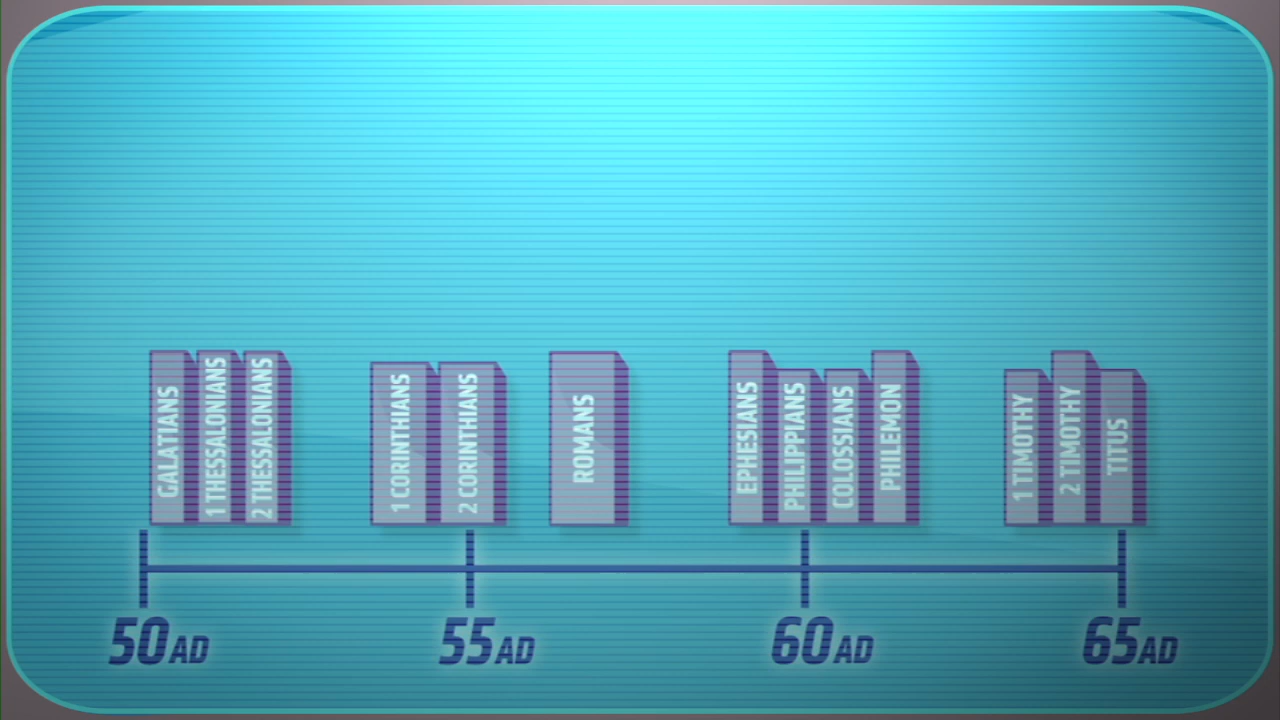 GALATIANS
1 THESSALONIANS
2 THESSALONIANS
1 CORINTHIANS
2 CORINTHIANS
ROMANS
EPHESIANS
PHILIPPIANS
COLOSSIANS
PHILEMON
1 TIMOTHY
2 TIMOTHY
TITUS
50AD
55AD
60AD
65AD